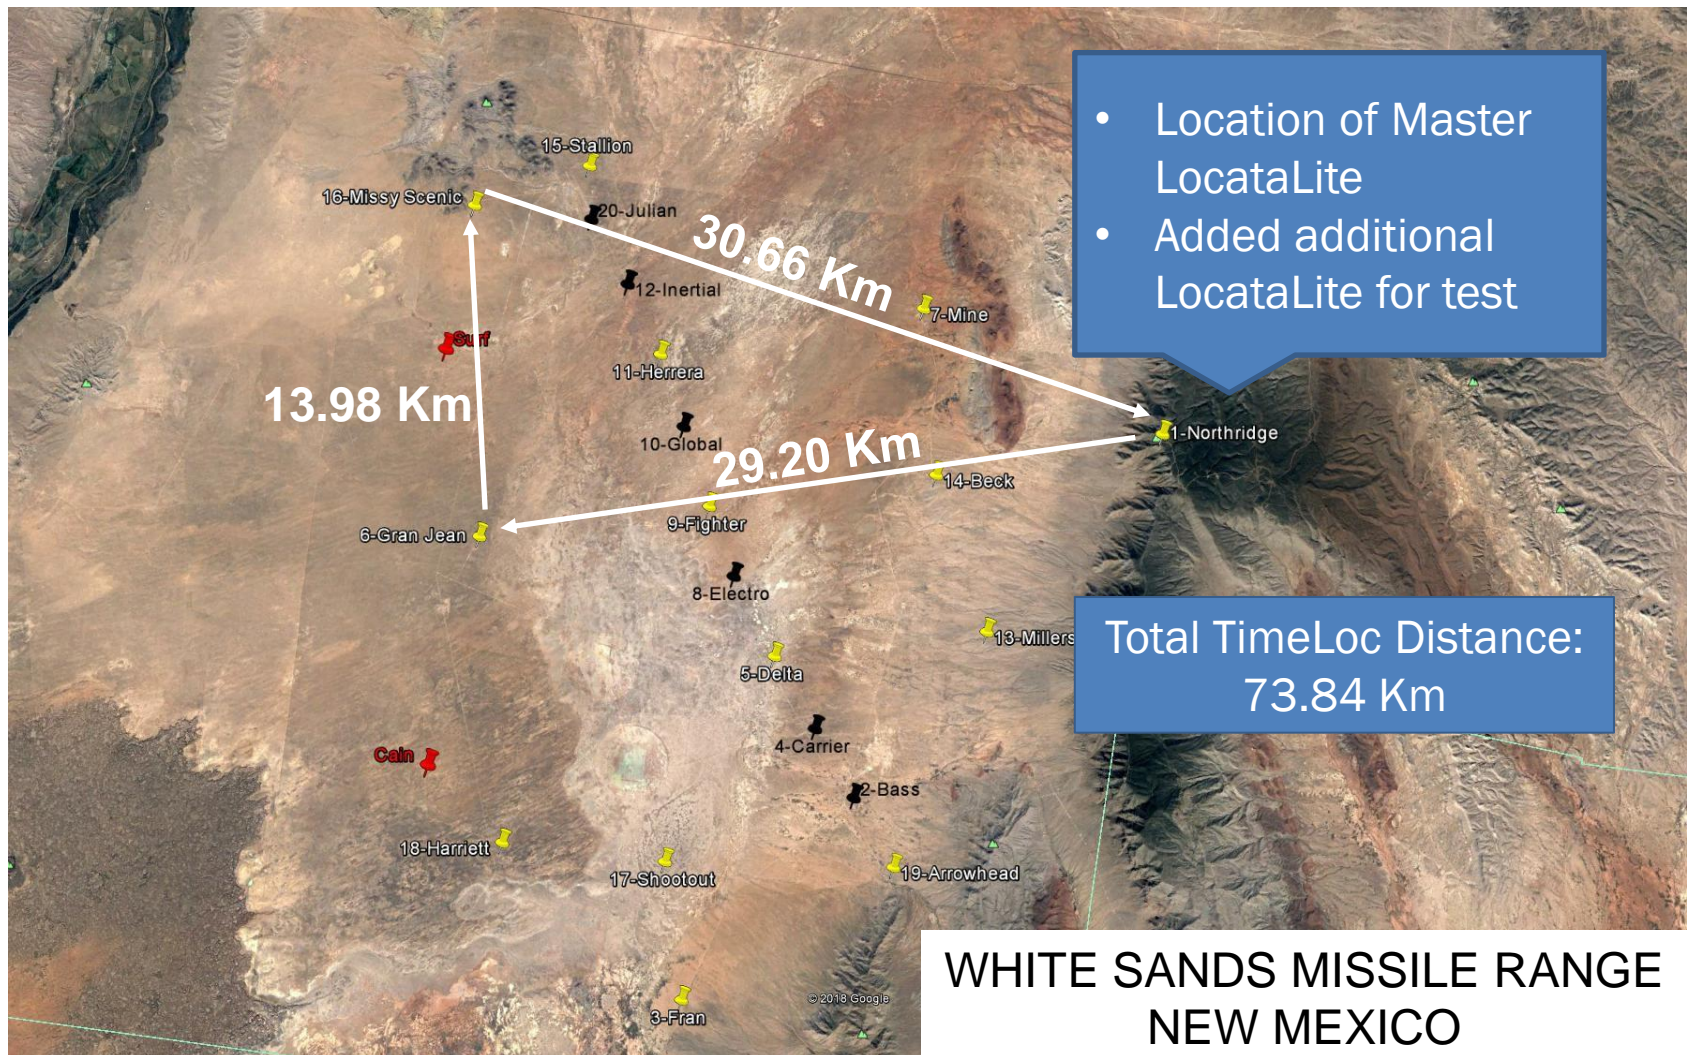 • Location of Master
LocataLite
• Added additional
LocataLite for test
15-Stallion
16-Missy Scenic
20-Julian
30.66 Km
12-Inertial
7-Mine
Surf
11-Herrera
13.98 Km
1-Northridge
10-Global
29.20 Km
14-Beck
9-Fighter
6-Gran Jean
8-Electro
13-Millers
Total TimeLoc Distance:
73.84 Km
5-Delta
4-Carrier
Cain
2-Bass
18-Harriett
17-Shootout
19-Arrowhead
WHITE SANDS MISSILE RANGE
NEW MEXICO
© 2018 Google
3-Fran